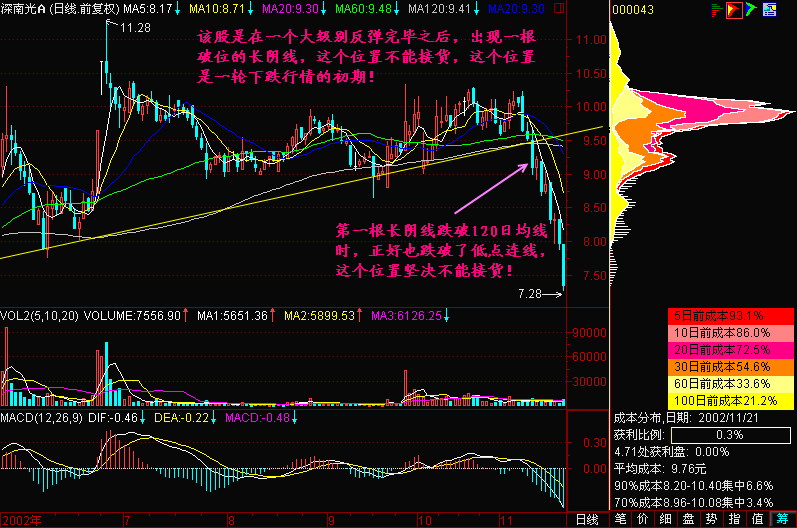 深南光A (日线.前复权) MA5:8.17↓ MA10:8.71↓ MA20:9.30↓ MA60:9.48↓ MA120:9.41↓ MA20:9.30
000043
11.28
该股是在一个大级别反弹完毕之后，出现一根
破位的长阴线，这个位置不能接货，这个位置
是一轮下跌行情的初期！
11.00
10.50
10.00
9.50
9.00
8.50
8.00
7.50
第一根长阴线跌破120日均线
时，正好也跌破了低点连线，
这个位置坚决不能接货！
7.28
VOL2(5,10,20) VOLUME:7556.90↑ MA1:5651.36↑ MA2:5899.53↑ MA3:6126.25↓
90000
60000
30000
MACD(12,26,9) DIF:-0.46↓ DEA:-0.22↓ MACD:-0.48↓
0.30
0.00
2002年 7 8 9 10 11 日线
5日前成本93.1%
10日前成本86.0%
20日前成本72.5%
30日前成本54.6%
60日前成本33.6%
100日前成本21.2%
成本分布,日期: 2002/11/21
获利比例: 0.3%
4.71处获利盘: 0.00%
平均成本: 9.76元
90%成本8.20-10.40集中6.6%
70%成本8.96-10.08集中3.4%
笔 价 细 盘 势 指 值 筹